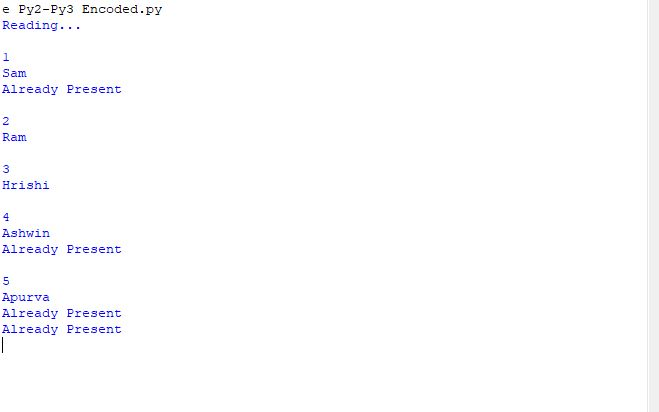 e Py2-Py3 Encoded.py
Reading...
1
Sam
Already Present
2
Ram
3
Hrishi
4
Ashwin
Already Present
5
Apurva
Already Present
Already Present